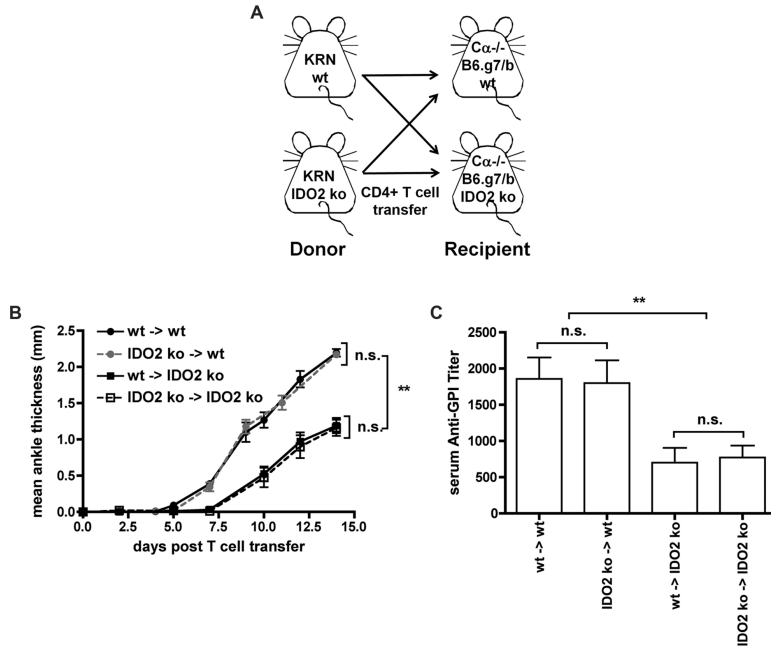 A
KRN
wt
Cα-/-
B6.g7/b
wt
KRN
IDO2 ko
CD4+ T cell
transfer
Cα-/-
B6.g7/b
IDO2 ko
Donor
Recipient
B
mean ankle thickness (mm)
2.5
2.0
1.5
1.0
0.5
0.0
wt -> wt
IDO2 ko -> wt
wt -> IDO2 ko
IDO2 ko -> IDO2 ko
n.s.
**
n.s.
0.0 2.5 5.0 7.5 10.0 12.5 15.0
days post T cell transfer
C
serum Anti-GPI Titer
2500
2000
1500
1000
500
0
**
n.s.
n.s.
wt -> wt
IDO2 ko -> wt
wt -> IDO2 ko
IDO2 ko -> IDO2 ko